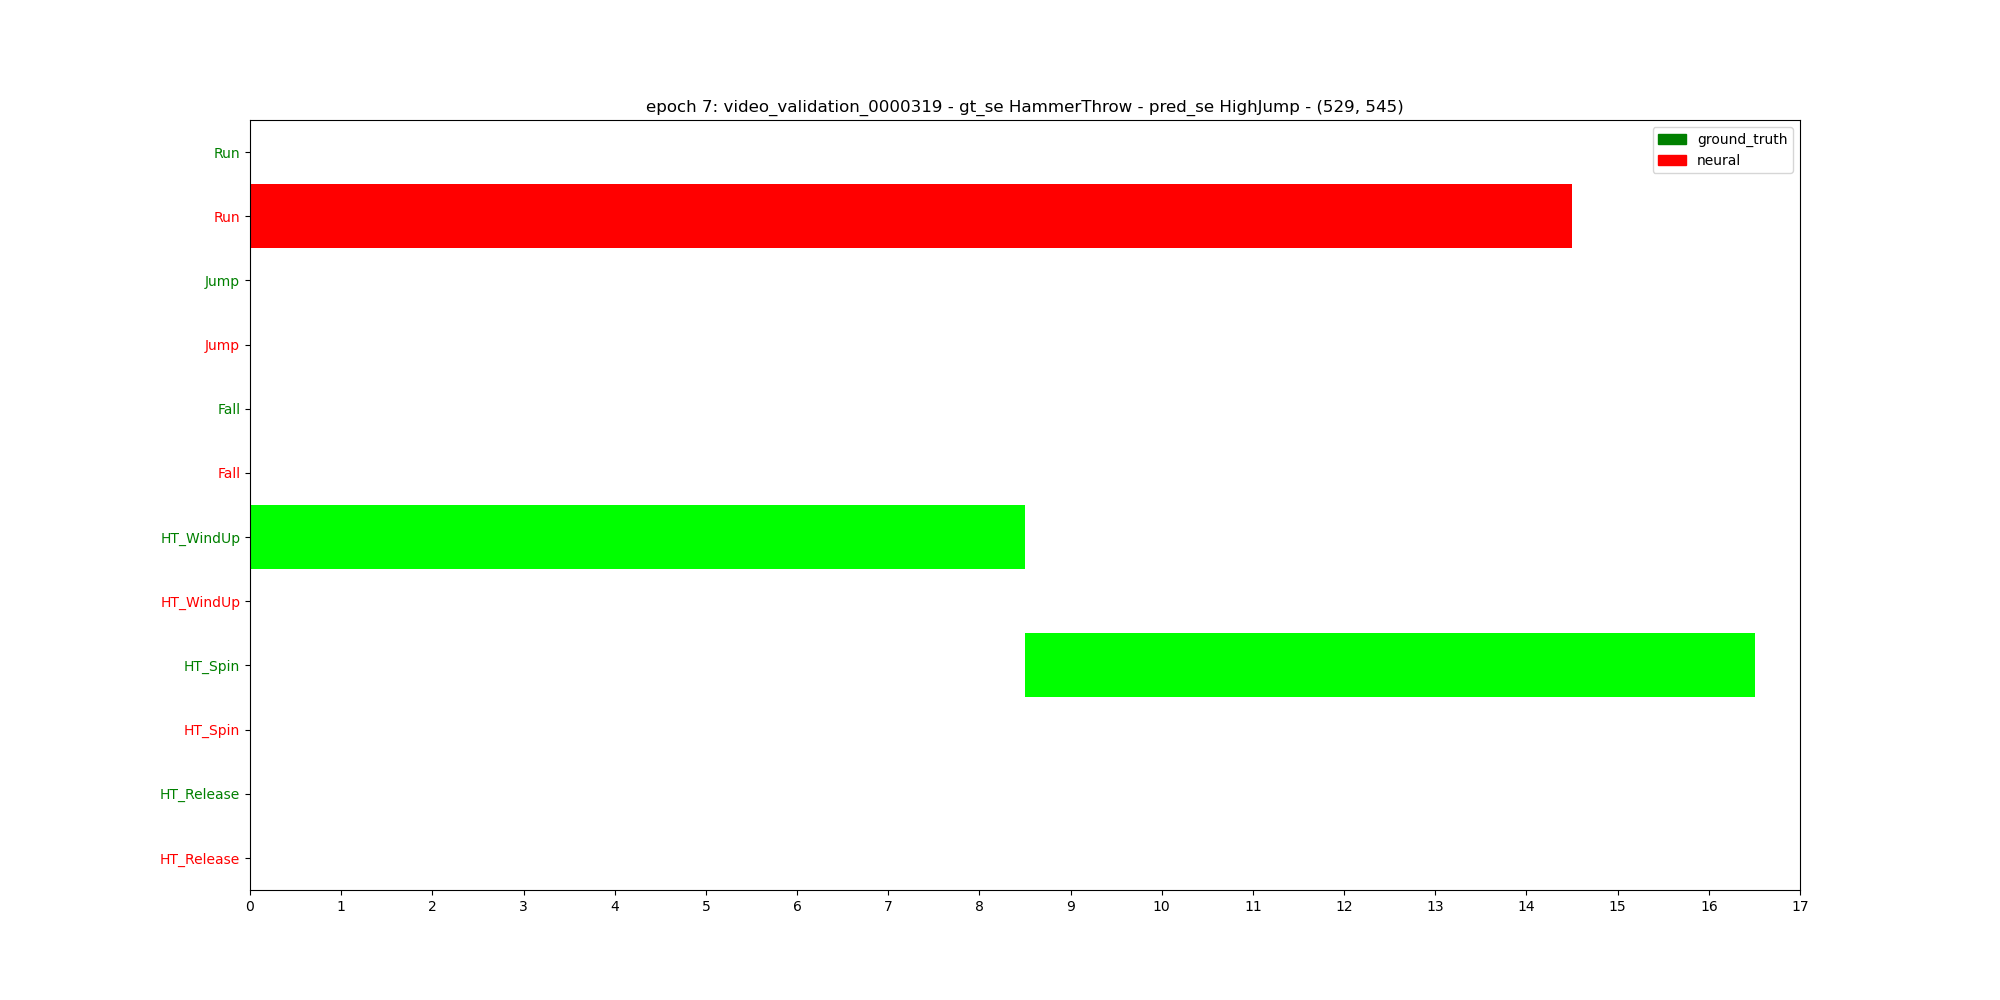 epoch 7: video_validation_0000319 - gt_se HammerThrow - pred_se HighJump - (529, 545)
ground_truth
neural
Run
Run
Jump
Jump
Fall
Fall
HT_WindUp
HT_WindUp
HT_Spin
HT_Spin
HT_Release
HT_Release
0 1 2 3 4 5 6 7 8 9 10 11 12 13 14 15 16 17